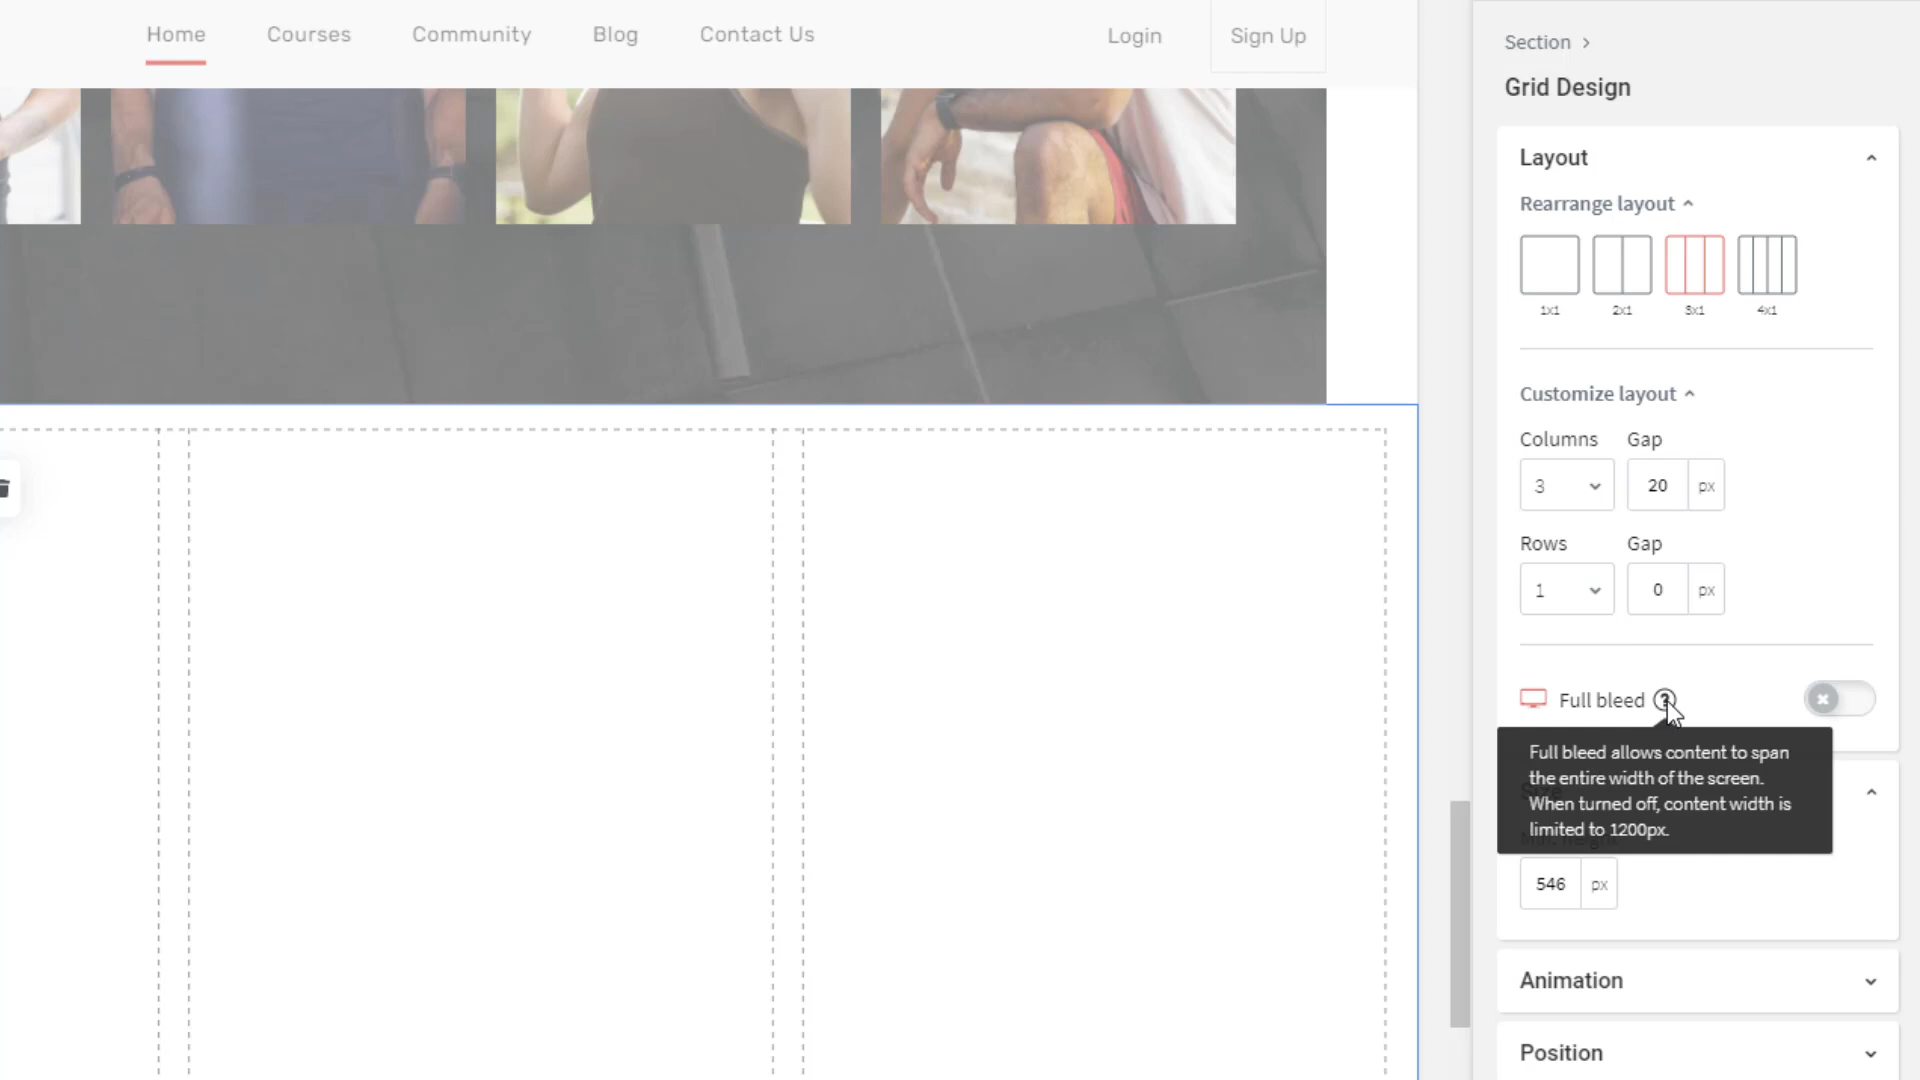 Home Courses Community Blog Contact Us Login Sign Up
Section
Grid Design
Layout
Rearrange layout
1x1 2x1 3x1 4x1
Customize layout
Columns Gap
3 20 px
Rows Gap
1 0 px
Full bleed ?
Full bleed allows content to span
the entire width of the screen.
When turned off, content width is
limited to 1200px.
546 px
Animation
Position